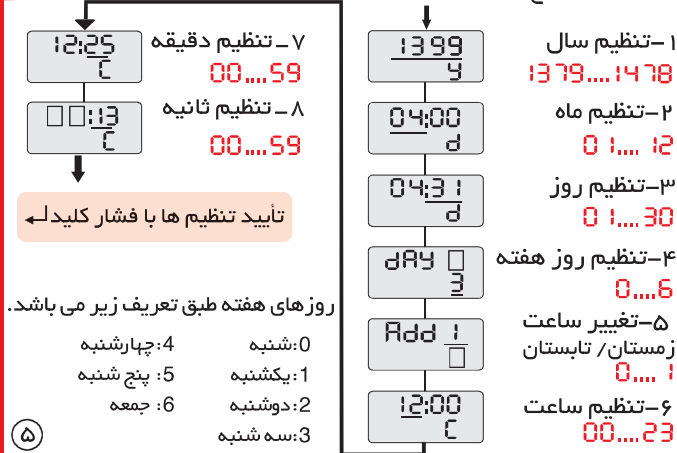 ۱–تنظیم سال
1379....1478
1399
y
۲–تنظیم ماه
01....12
04:00
d
۳–تنظیم روز
01....30
04:31
d
۴–تنظیم روز هفته
0....6
dAY
3
۵–تغییر ساعت
زمستان/ تابستان
0....1
Add 1
۶–تنظیم ساعت
00....23
12:00
C
۷–تنظیم دقیقه
00....59
12:25
C
۸–تنظیم ثانیه
00....59
:13
C
تأیید تنظیم ها با فشار کلید
روزهای هفته طبق تعریف زیر می باشد.
0:شنبه
1:یکشنبه
2:دوشنبه
3:سه شنبه
4:چهارشنبه
5: پنج شنبه
6: جمعه
۵